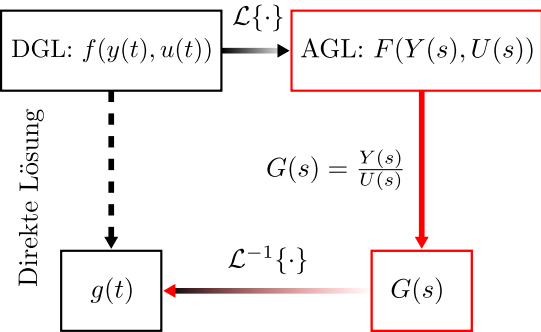 ℒ{·}
DGL: f(y(t), u(t))
AGL: F(Y(s), U(s))
Direkte Lösung
G(s) = Y(s)/U(s)
ℒ⁻¹{·}
g(t)
G(s)